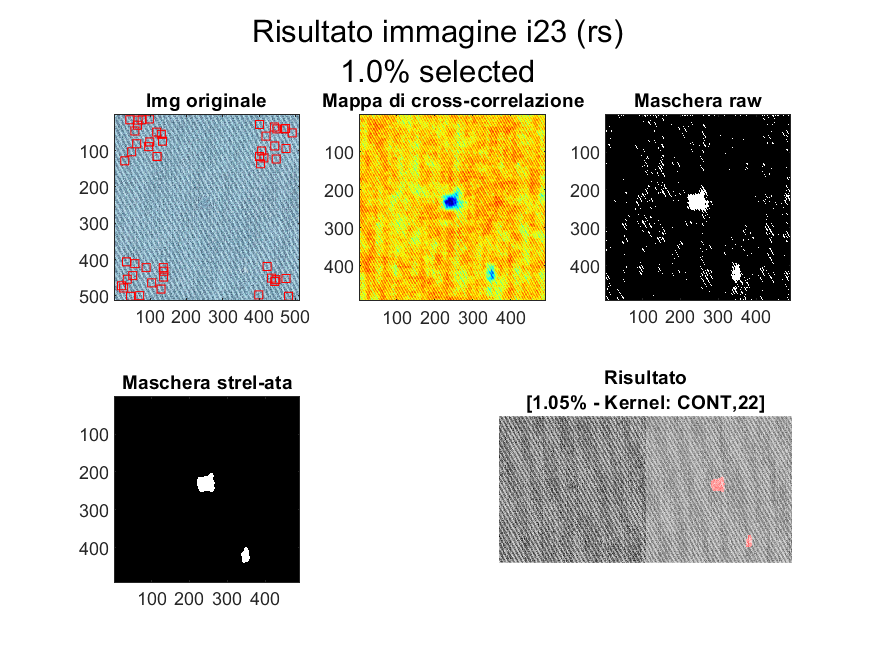 Risultato immagine i23 (rs)
1.0% selected
Img originale
100
200
300
400
500
100 200 300 400 500
Mappa di cross-correlazione
100
200
300
400
100 200 300 400
Maschera raw
100
200
300
400
100 200 300 400
Maschera strel-ata
100
200
300
400
100 200 300 400
Risultato
[1.05% - Kernel: CONT,22]